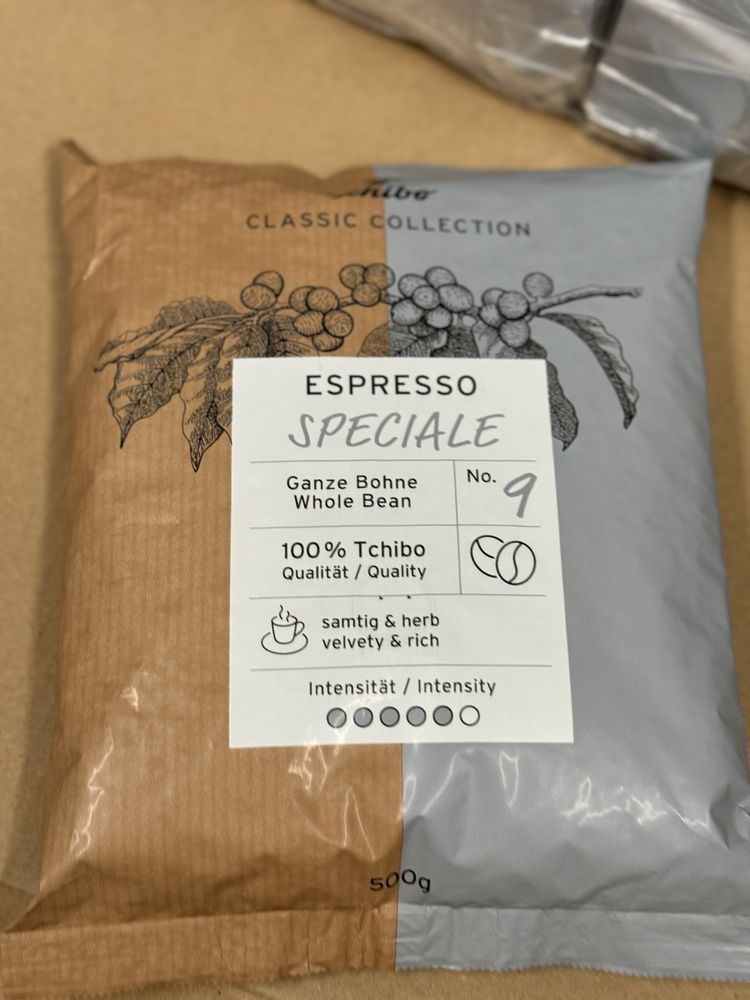 CLASSIC COLLECTION
ESPRESSO
SPECIALE
Ganze Bohne
Whole Bean
No. 9
100% Tchibo
Qualität / Quality
samtig & herb
velvety & rich
Intensität / Intensity
500g